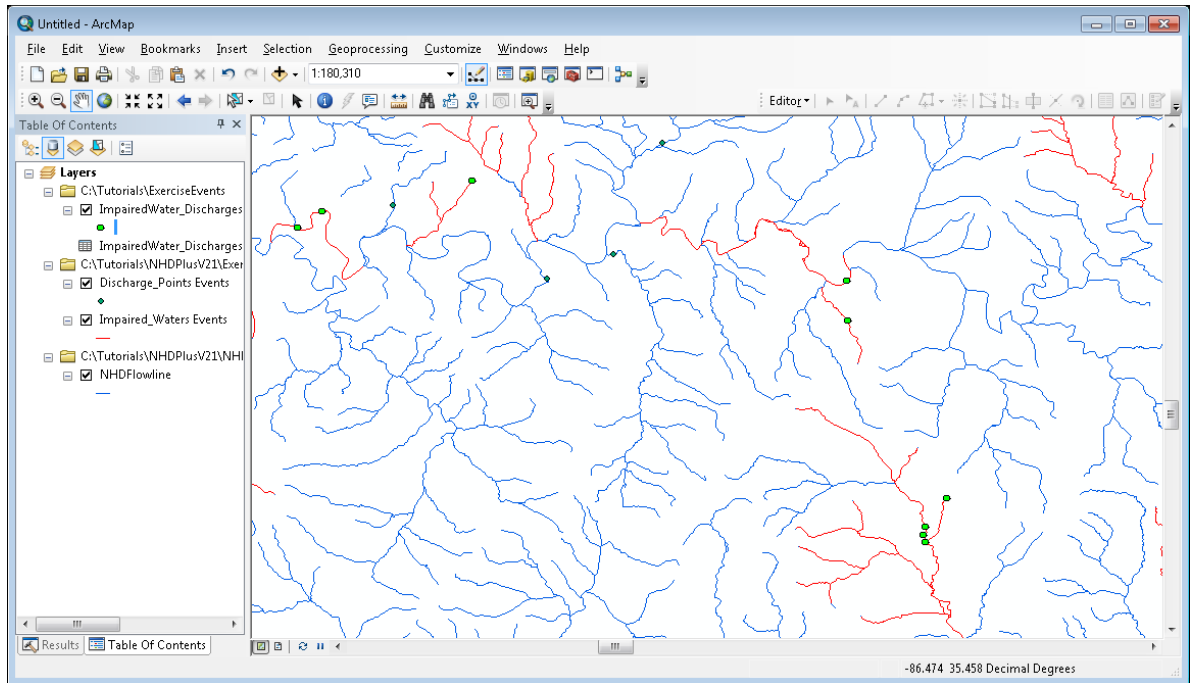 Untitled - ArcMap
File Edit View Bookmarks Insert Selection Geoprocessing Customize Windows Help
1:180,310
Editor
Table Of Contents
Layers
C:\Tutorials\ExerciseEvents
ImpairedWater_Discharges
ImpairedWater_Discharges
C:\Tutorials\NHDPlusV21\Exer
Discharge_Points Events
Impaired_Waters Events
C:\Tutorials\NHDPlusV21\NHI
NHDFlowline
Results Table Of Contents
-86.474 35.458 Decimal Degrees